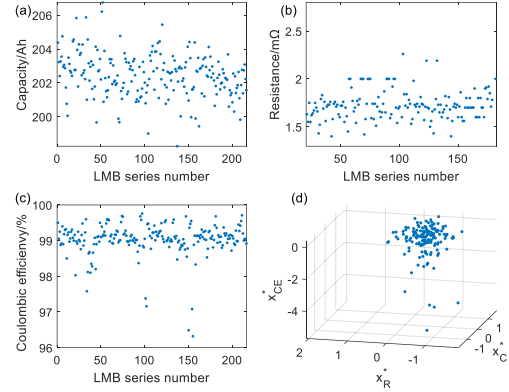 (a)
206
204
202
200
Capacity/Ah
0 50 100 150 200
LMB series number
(b)
2.5
2
1.5
Resistance/mΩ
50 100 150
LMB series number
(c)
100
99
98
97
96
Coulombic efficienvy/%
0 50 100 150 200
LMB series number
(d)
0
-2
-4
x*CE
2 1 0 -1
x*R
-1 0 1
x*C